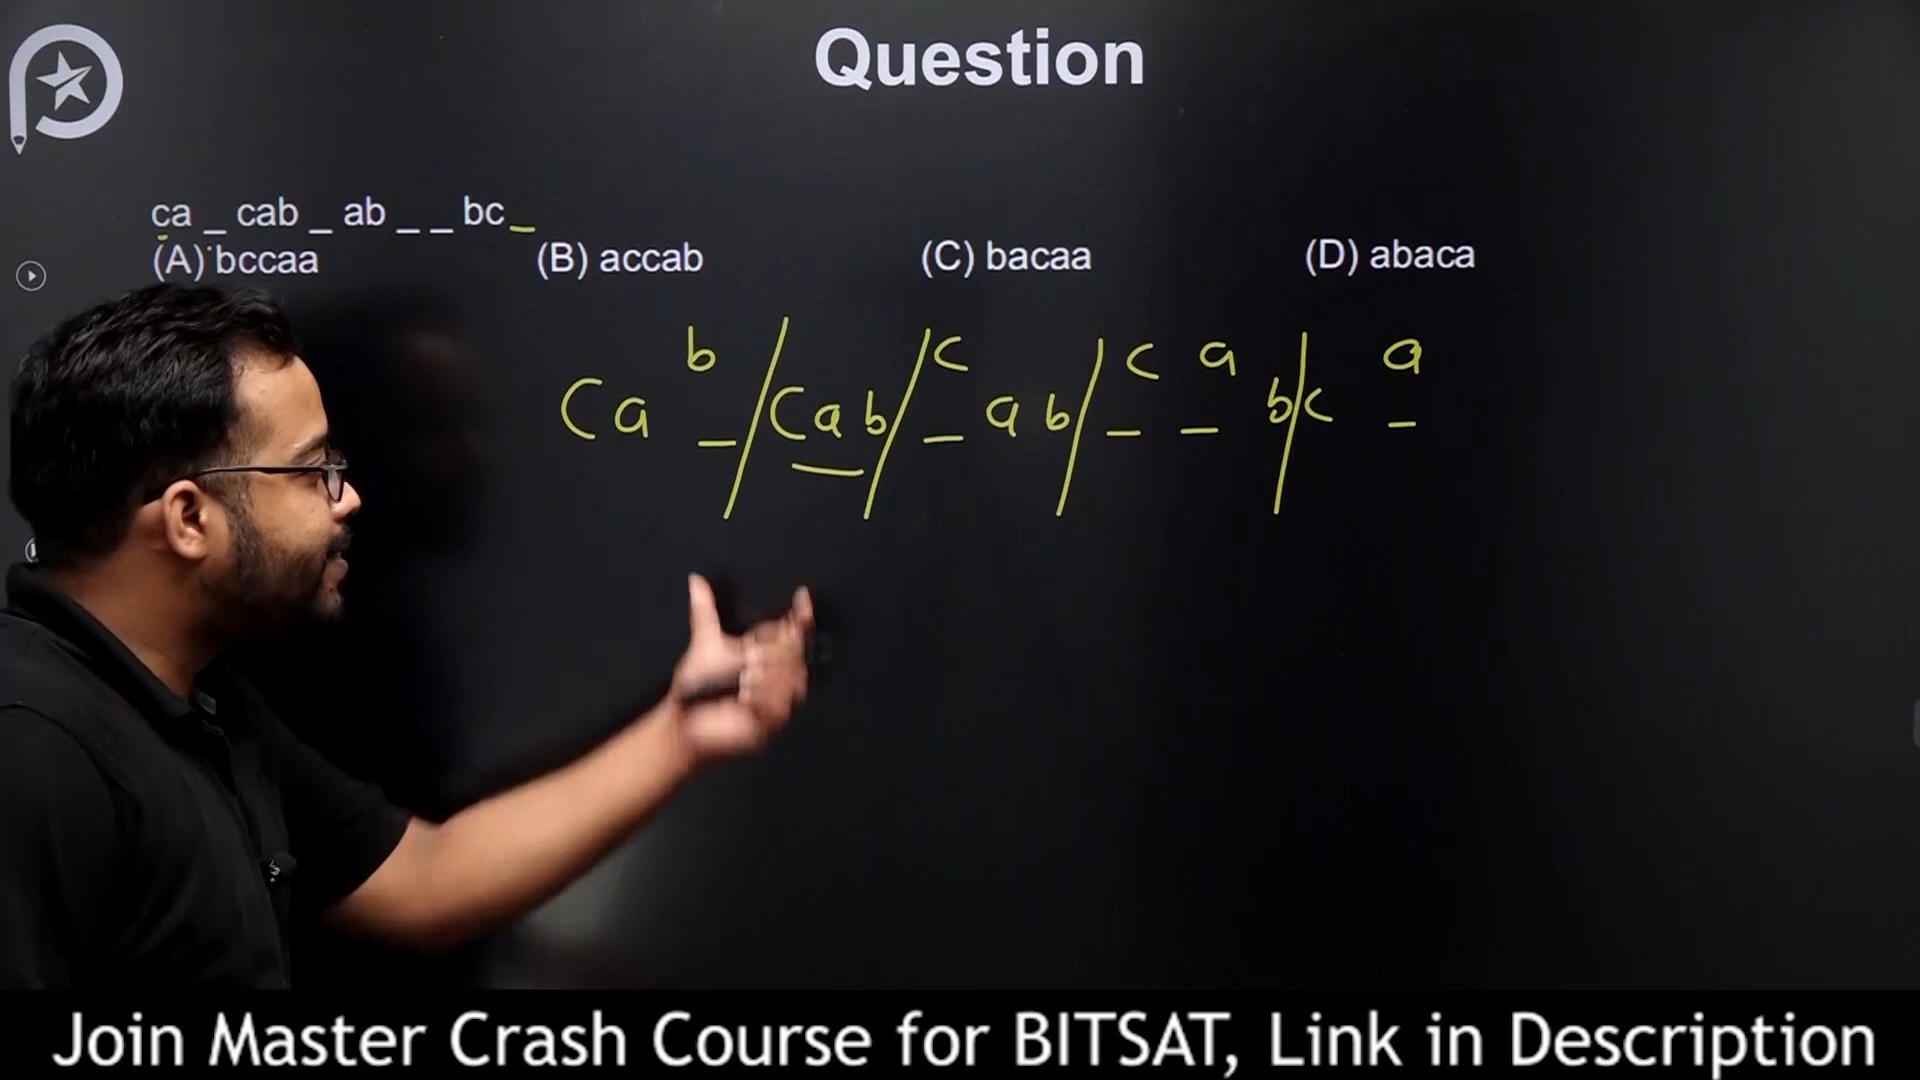 Question
ca _ cab _ ab _ _ bc _
(A) bccaa (B) accab (C) bacaa (D) abaca
b c c a a
Ca _ / Cab / _ ab / _ _ b / c _
Join Master Crash Course for BITSAT, Link in Description